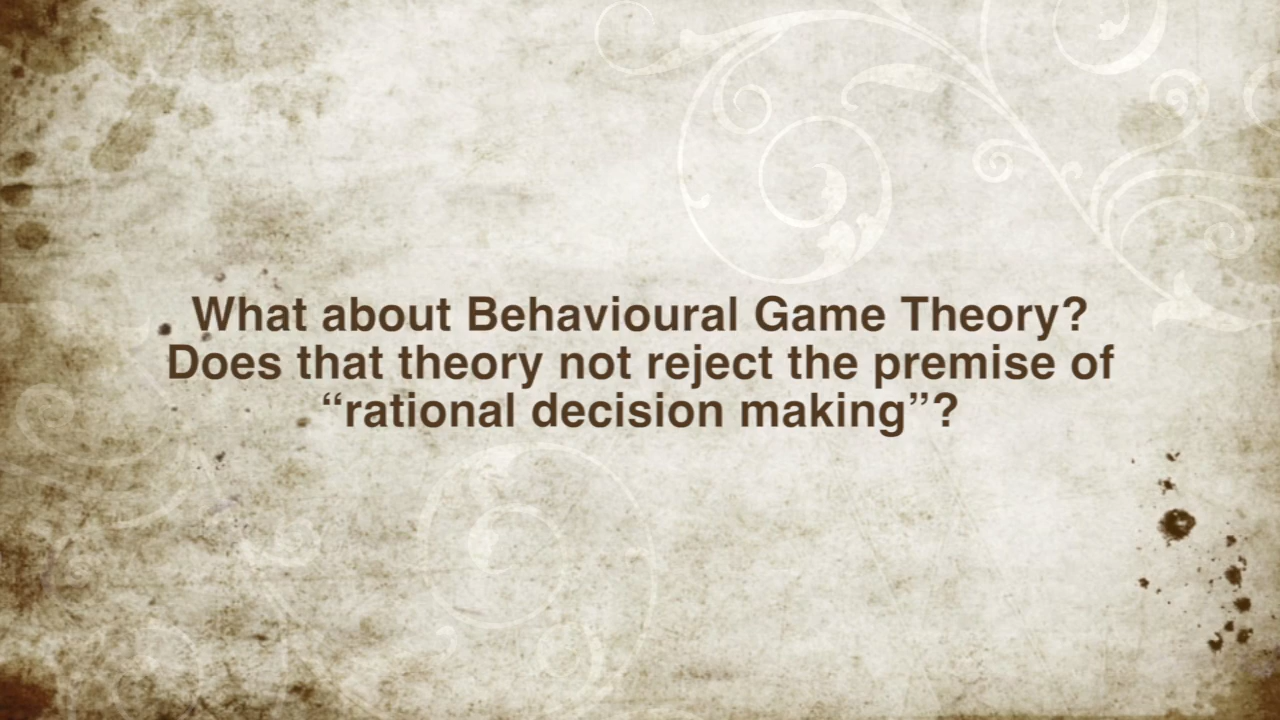 What about Behavioural Game Theory?
Does that theory not reject the premise of
“rational decision making”?